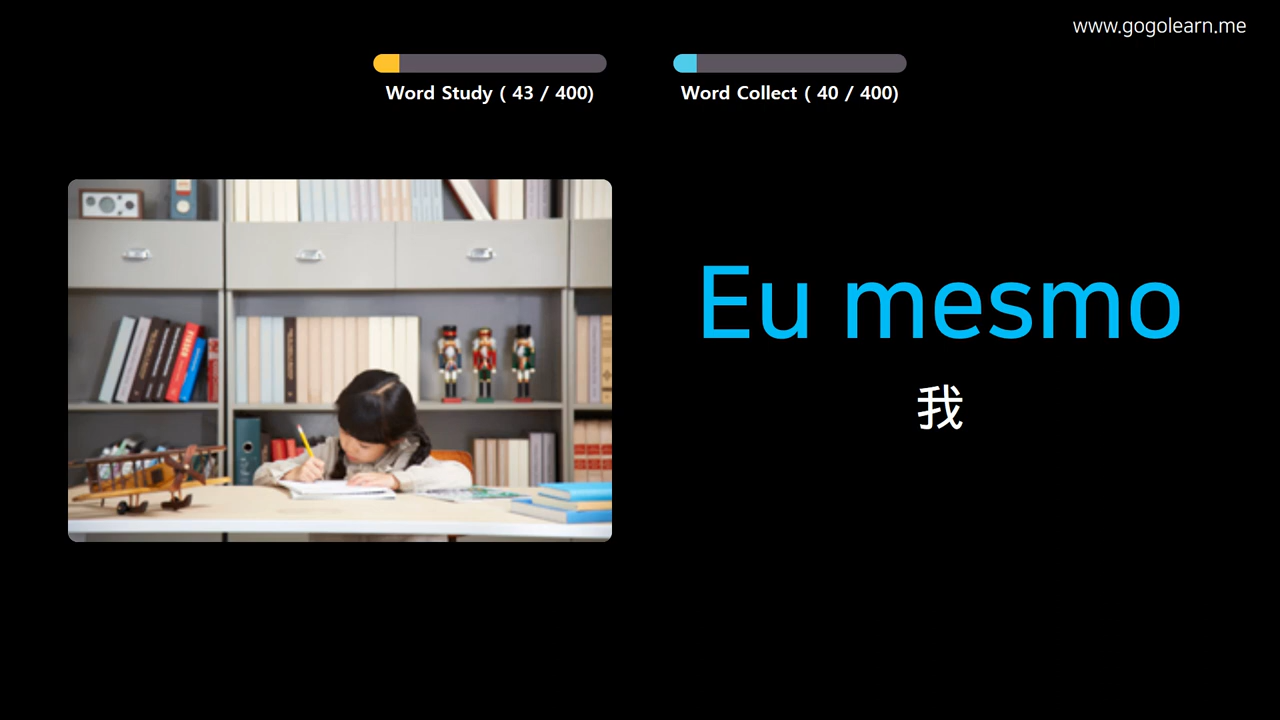 www.gogolearn.me
Word Study ( 43 / 400)
Word Collect ( 40 / 400)
Eu mesmo
我